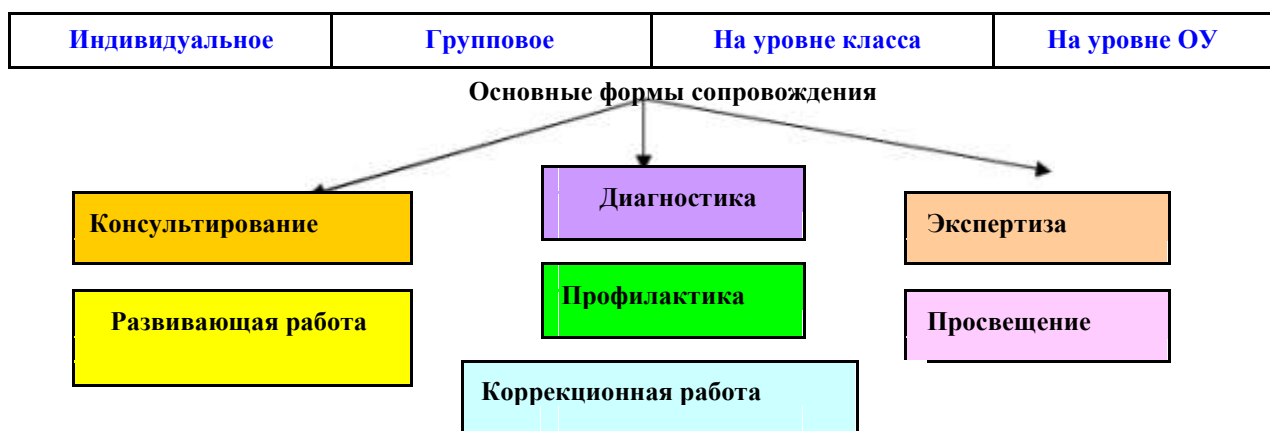 Индивидуальное Групповое На уровне класса На уровне ОУ
Основные формы сопровождения
Консультирование
Диагностика
Экспертиза
Развивающая работа
Профилактика
Просвещение
Коррекционная работа